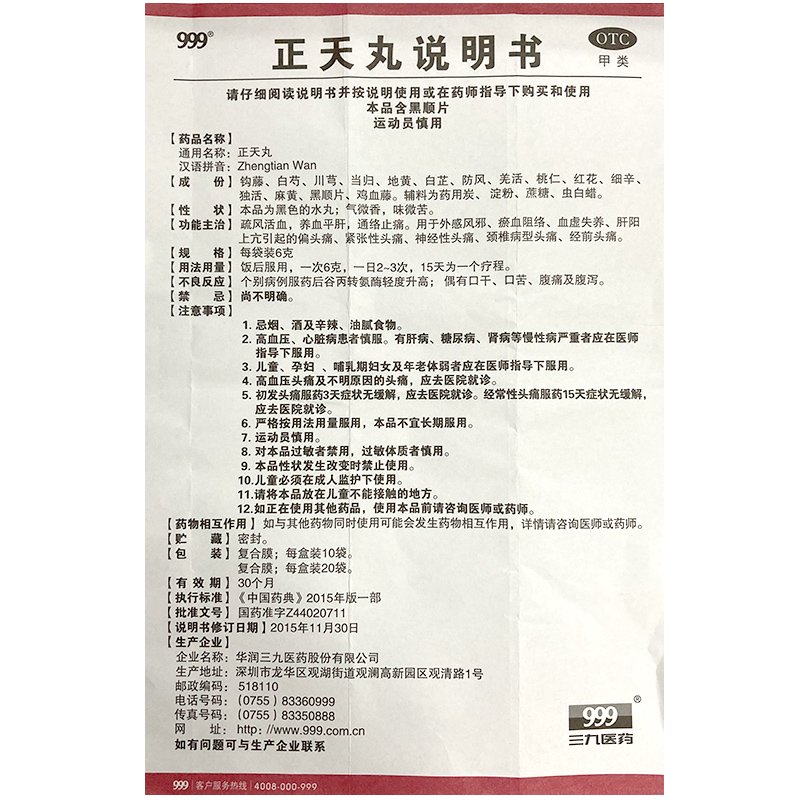 999®
正天丸说明书
OTC
甲类
请仔细阅读说明书并按说明使用或在药师指导下购买和使用
本品含黑顺片
运动员慎用
【药品名称】
通用名称：正天丸
汉语拼音：Zhengtian Wan
【成　份】钩藤、白芍、川芎、当归、地黄、白芷、防风、羌活、桃仁、红花、细辛、
独活、麻黄、黑顺片、鸡血藤。辅料为药用炭、淀粉、蔗糖、虫白蜡。
【性　状】本品为黑色的水丸；气微香，味微苦。
【功能主治】疏风活血，养血平肝，通络止痛。用于外感风邪、瘀血阻络、血虚失养、肝阳
上亢引起的偏头痛、紧张性头痛、神经性头痛、颈椎病型头痛、经前头痛。
【规　格】每袋装6克
【用法用量】饭后服用，一次6克，一日2~3次，15天为一个疗程。
【不良反应】个别病例服药后谷丙转氨酶轻度升高；偶有口干、口苦、腹痛及腹泻。
【禁　忌】尚不明确。
【注意事项】
1. 忌烟、酒及辛辣、油腻食物。
2. 高血压、心脏病患者慎服。有肝病、糖尿病、肾病等慢性病严重者应在医师
指导下服用。
3. 儿童、孕妇 、哺乳期妇女及年老体弱者应在医师指导下服用。
4. 高血压头痛及不明原因的头痛，应去医院就诊。
5. 初发头痛服药3天症状无缓解，应去医院就诊。经常性头痛服药15天症状无缓解，
应去医院就诊。
6. 严格按用法用量服用，本品不宜长期服用。
7. 运动员慎用。
8. 对本品过敏者禁用，过敏体质者慎用。
9. 本品性状发生改变时禁止使用。
10.儿童必须在成人监护下使用。
11.请将本品放在儿童不能接触的地方。
12.如正在使用其他药品，使用本品前请咨询医师或药师。
【药物相互作用】如与其他药物同时使用可能会发生药物相互作用，详情请咨询医师或药师。
【贮　藏】密封。
【包　装】复合膜；每盒装10袋。
复合膜；每盒装20袋。
【有 效 期】30个月
【执行标准】《中国药典》2015年版一部
【批准文号】国药准字Z44020711
【说明书修订日期】2015年11月30日
【生产企业】
企业名称：华润三九医药股份有限公司
生产地址：深圳市龙华区观湖街道观澜高新园区观清路1号
邮政编码：518110
电话号码：(0755) 83360999
传真号码：(0755) 83350888
网　址：http://www.999.com.cn
如有问题可与生产企业联系
999®
三九医药
999 | 客户服务热线 | 4008-000-999